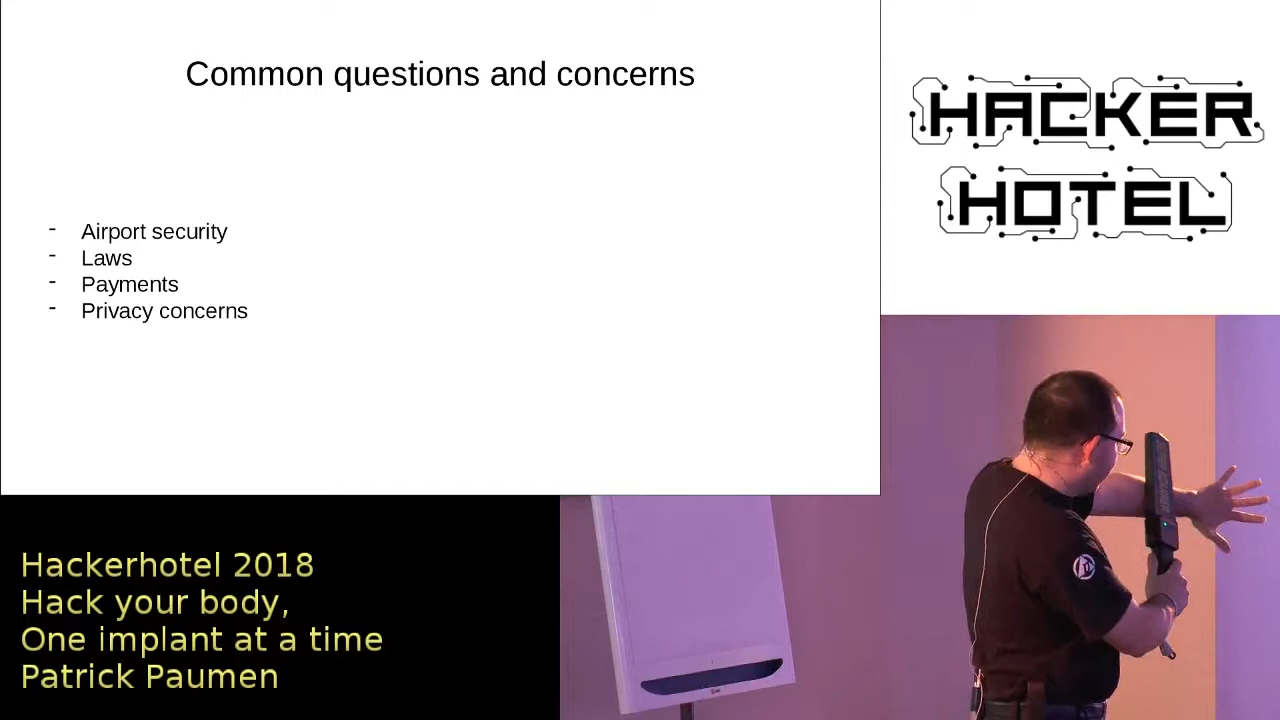 Common questions and concerns
- Airport security
- Laws
- Payments
- Privacy concerns
HACKER
HOTEL
Hackerhotel 2018
Hack your body,
One implant at a time
Patrick Paumen